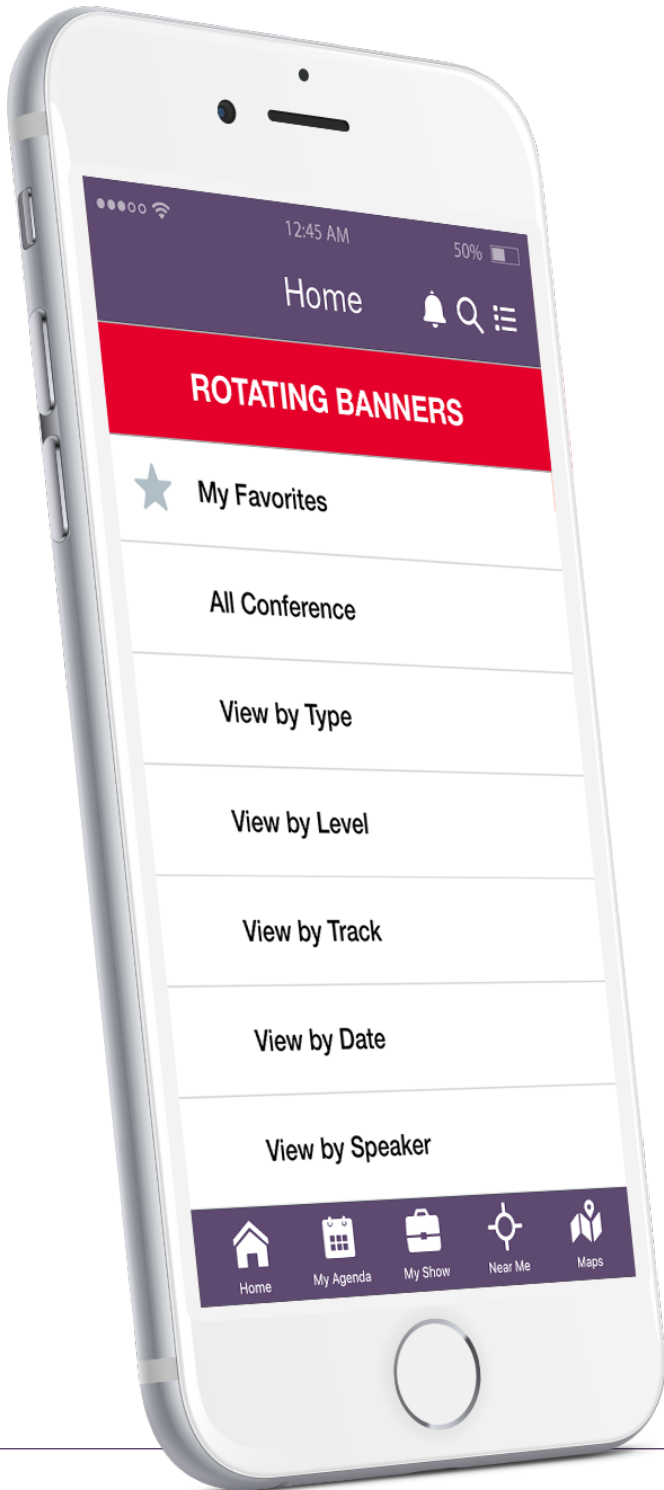 12:45 AM
50%
Home
ROTATING BANNERS
My Favorites
All Conference
View by Type
View by Level
View by Track
View by Date
View by Speaker
Home
My Agenda
My Show
Near Me
Maps